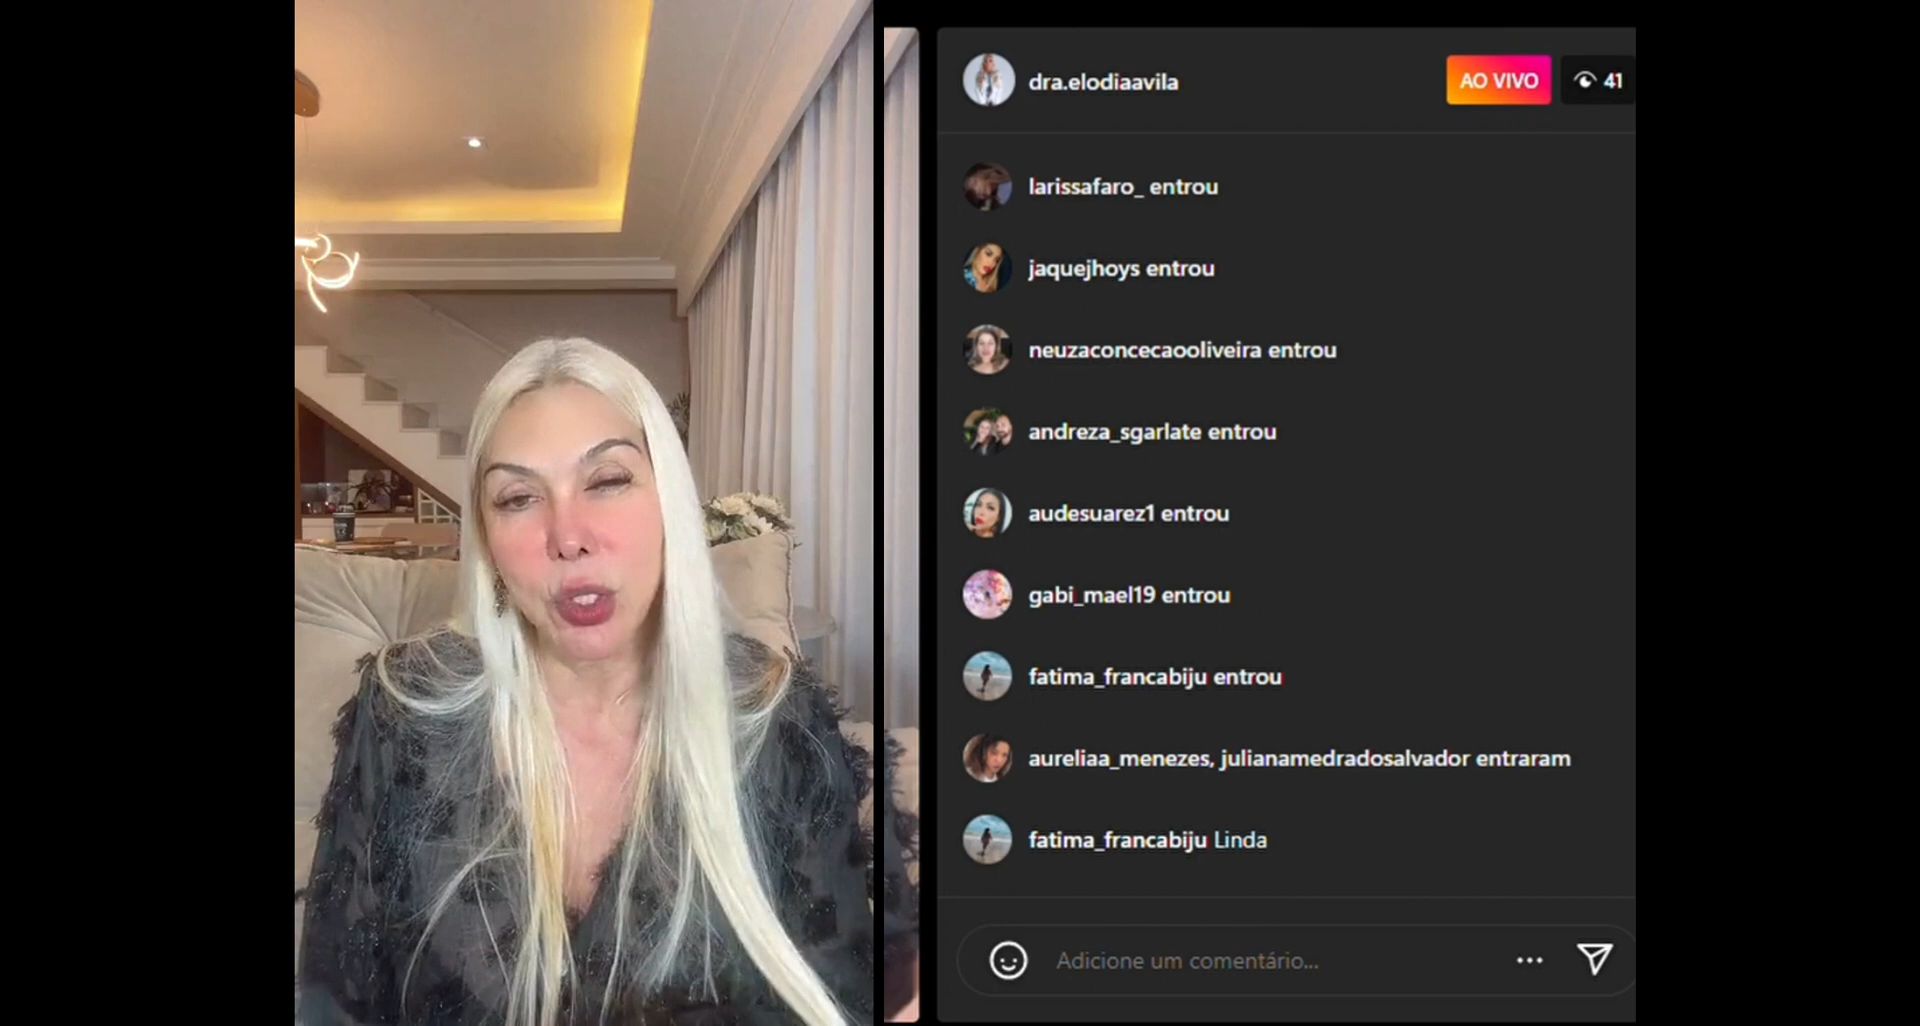 dra.elodiaavila
AO VIVO
41
larissafaro_ entrou
jaquejhoys entrou
neuzaconcecaooliveira entrou
andreza_sgarlate entrou
audesuarez1 entrou
gabi_mael19 entrou
fatima_francabiju entrou
aureliaa_menezes, julianamedradosalvador entraram
fatima_francabiju Linda
Adicione um comentário...